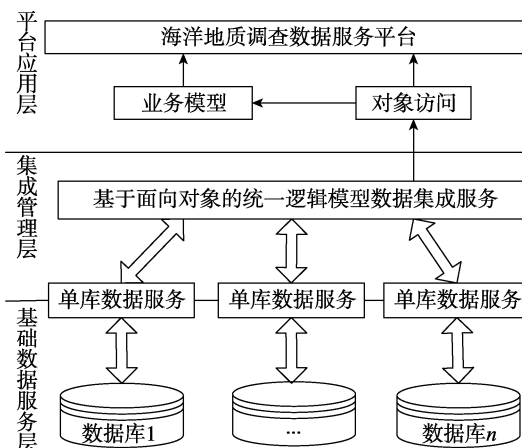 平台应用层
海洋地质调查数据服务平台
业务模型
对象访问
集成管理层
基于面向对象的统一逻辑模型数据集成服务
单库数据服务
单库数据服务
单库数据服务
基础数据服务层
数据库1
...
数据库n